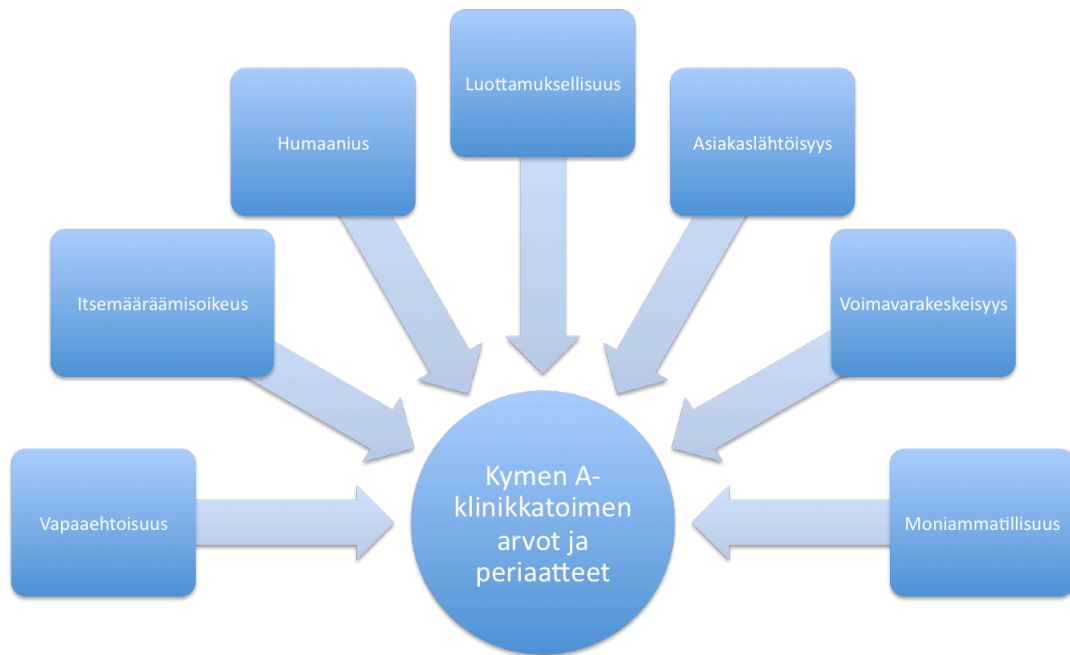 Luottamuksellisuus
Humaanius
Asiakaslähtöisyys
Itsemääräämisoikeus
Voimavarakeskeisyys
Vapaaehtoisuus
Kymen A-
klinikkatoimen
arvot ja
periaatteet
Moniammatillisuus